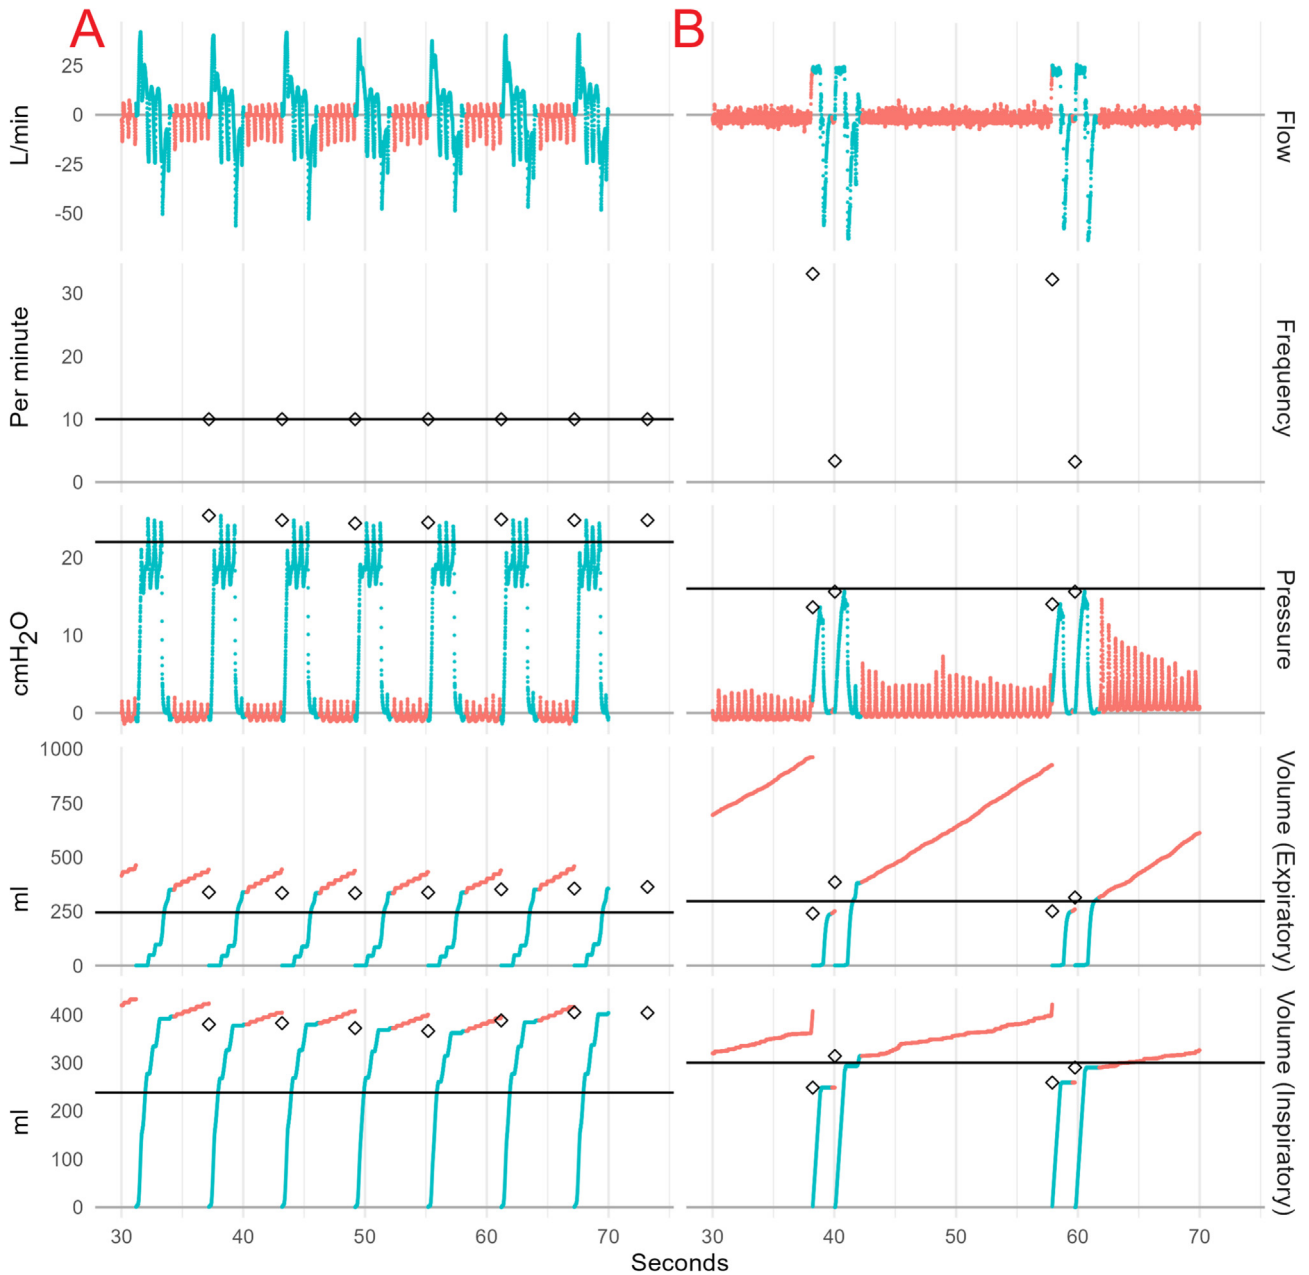 A
B
25
0
-25
-50
L/min
Flow
30
20
10
0
Per minute
Frequency
20
10
0
cmH2O
Pressure
1000
750
500
250
0
ml
Volume (Expiratory)
400
300
200
100
0
ml
Volume (Inspiratory)
30 40 50 60 70 30 40 50 60 70
Seconds